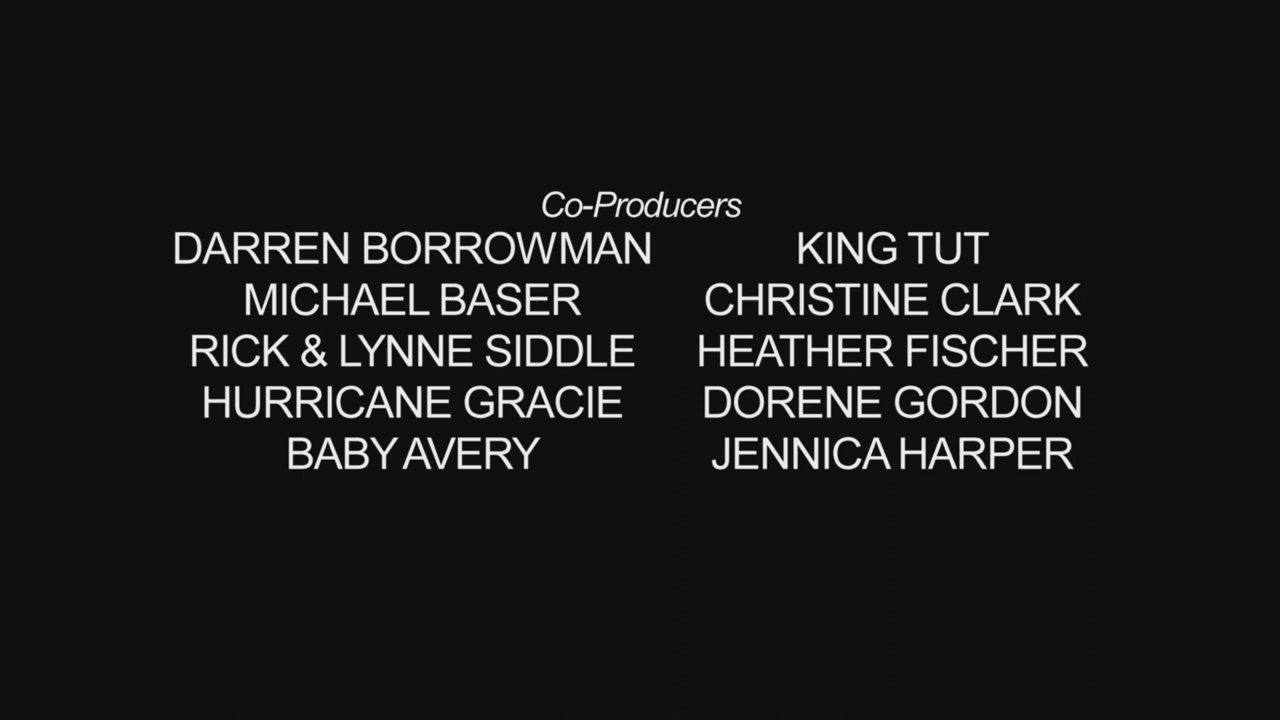 Co-Producers
DARREN BORROWMAN KING TUT
MICHAEL BASER CHRISTINE CLARK
RICK & LYNNE SIDDLE HEATHER FISCHER
HURRICANE GRACIE DORENE GORDON
BABY AVERY JENNICA HARPER